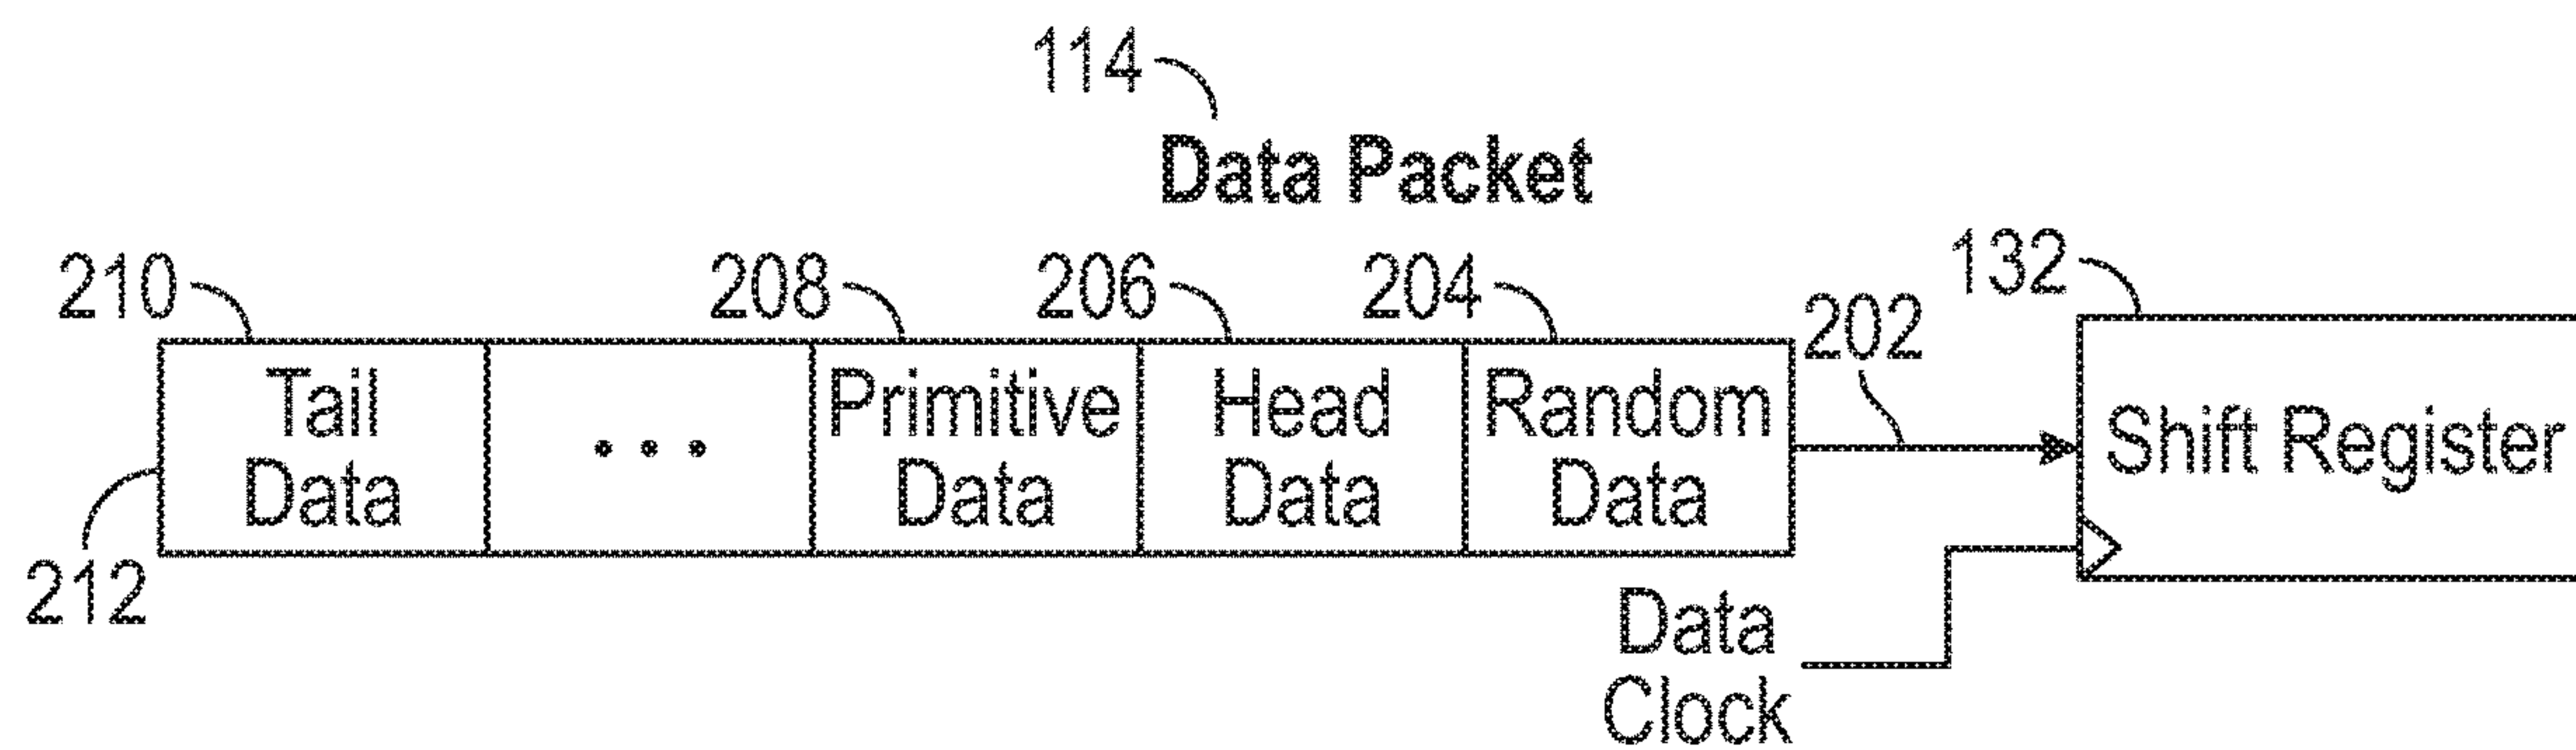 114
Data Packet
210
208
206
204
202
132
Tail
Data
...
Primitive
Data
Head
Data
Random
Data
Shift Register
212
Data
Clock